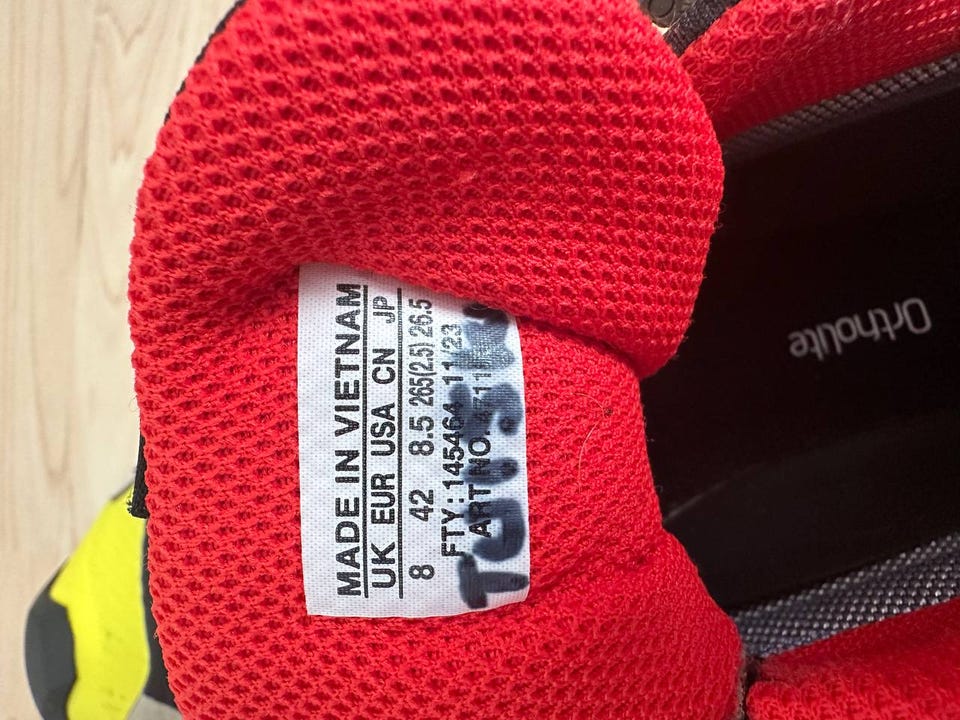 MADE IN VIETNAM
UK EUR USA CN JP
8 42 8.5 265(2.5) 26.5
FTY: 145464 11/23
ART NO.
Ortholite